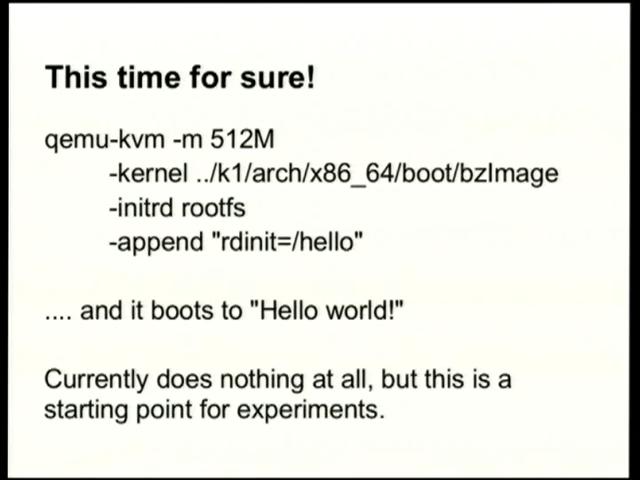 This time for sure!
qemu-kvm -m 512M
-kernel ../k1/arch/x86_64/boot/bzImage
-initrd rootfs
-append "rdinit=/hello"
.... and it boots to "Hello world!"
Currently does nothing at all, but this is a
starting point for experiments.